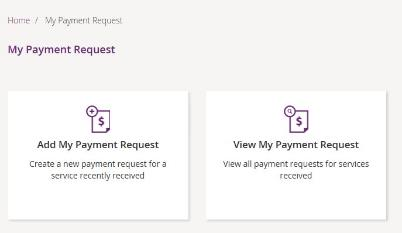 Home / My Payment Request
My Payment Request
Add My Payment Request
Create a new payment request for a
service recently received
View My Payment Request
View all payment requests for services
received